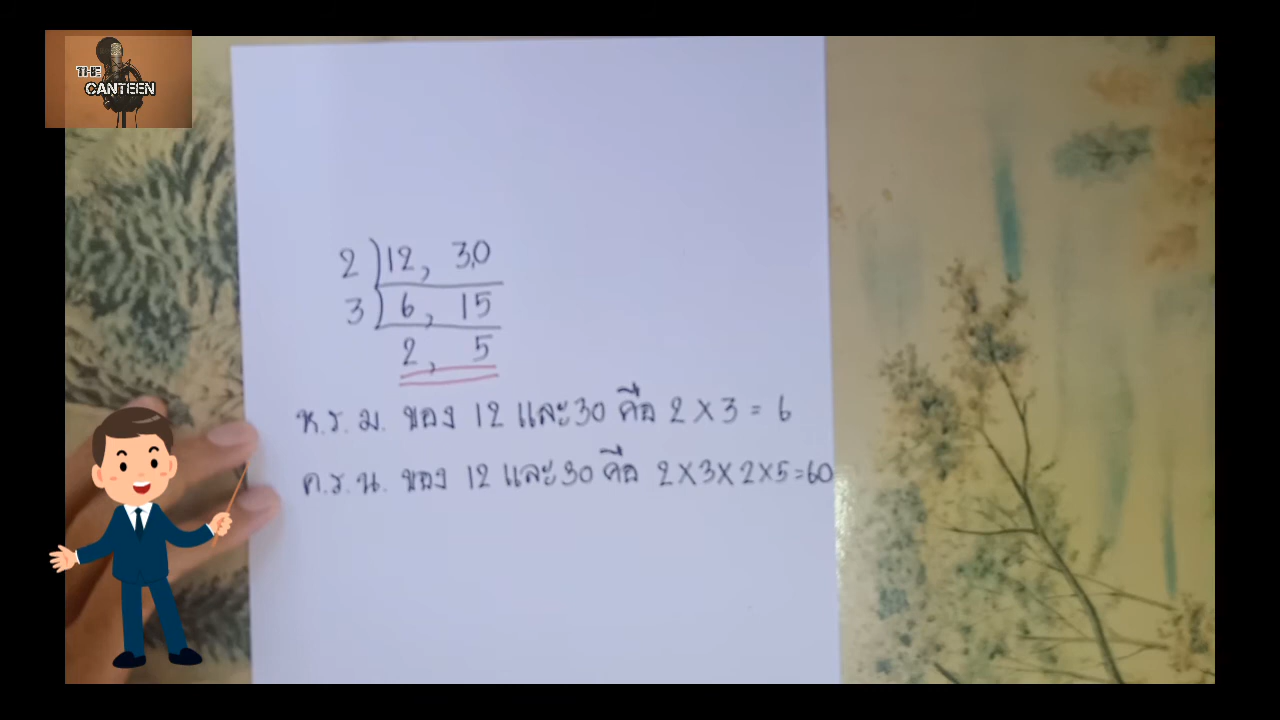 THE
CANTEEN
2 ) 12, 30
3 ) 6, 15
2, 5
ห.ร.ม. ของ 12 และ 30 คือ 2 X 3 = 6
ค.ร.น. ของ 12 และ 30 คือ 2 X 3 X 2 X 5 = 60